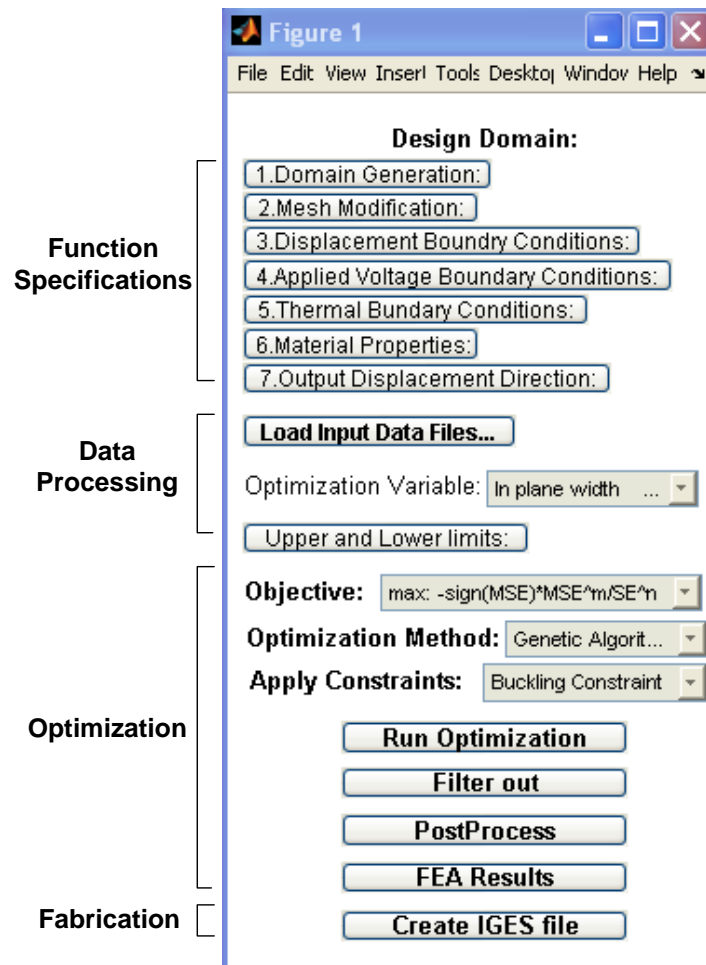 Figure 1
File Edit View Insert Tools Desktop Window Help
Design Domain:
Function
Specifications
1.Domain Generation:
2.Mesh Modification:
3.Displacement Boundry Conditions:
4.Applied Voltage Boundary Conditions:
5.Thermal Bundary Conditions:
6.Material Properties:
7.Output Displacement Direction:
Data
Processing
Load Input Data Files...
Optimization Variable: In plane width ...
Upper and Lower limits:
Optimization
Objective: max: -sign(MSE)*MSE^m/SE^n
Optimization Method: Genetic Algorit...
Apply Constraints: Buckling Constraint
Run Optimization
Filter out
PostProcess
FEA Results
Fabrication
Create IGES file